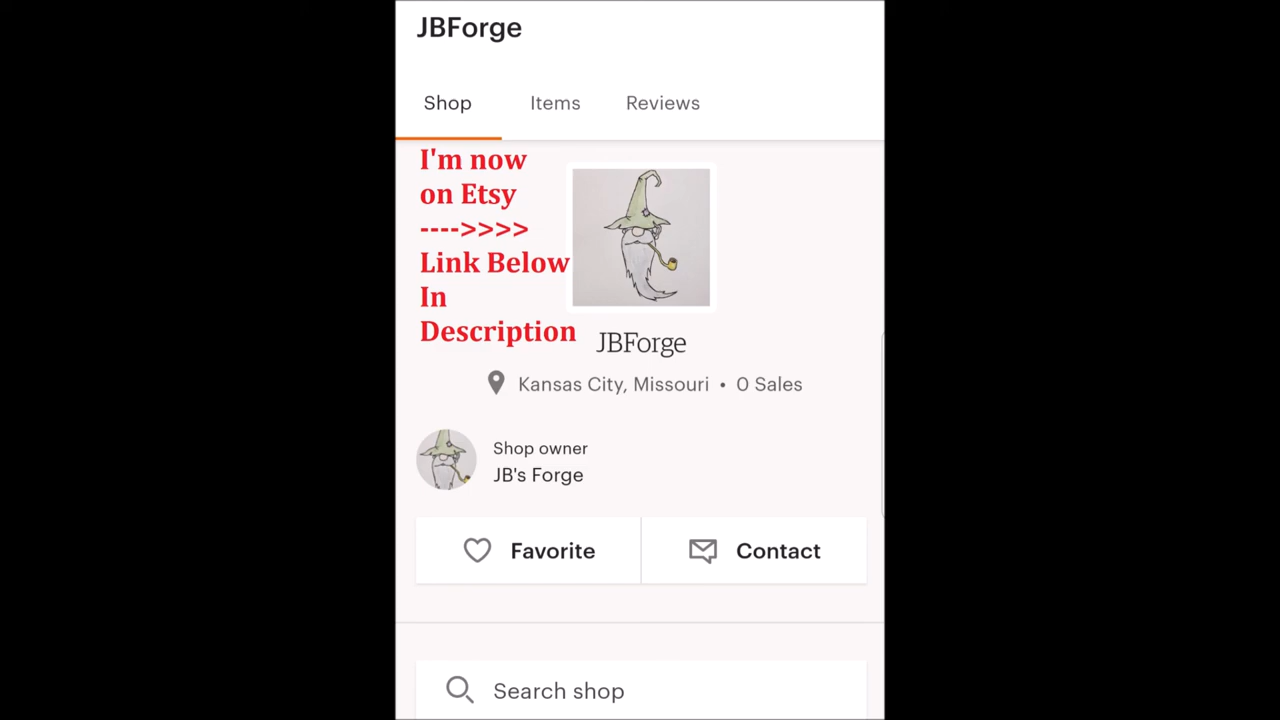 JBForge
Shop Items Reviews
I'm now
on Etsy
---->>>>
Link Below
In
Description
JBForge
Kansas City, Missouri • 0 Sales
Shop owner
JB's Forge
Favorite Contact
Search shop